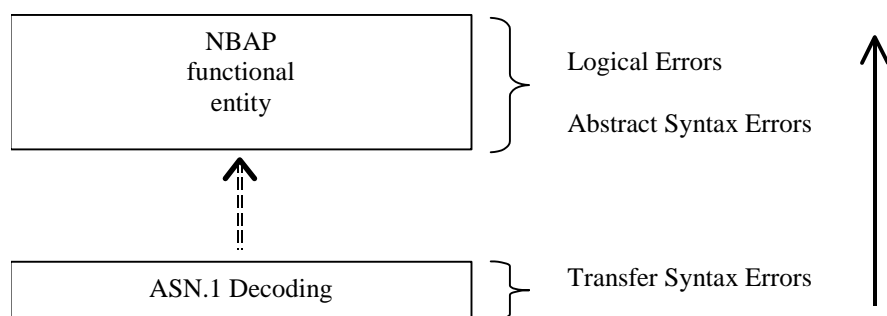 NBAP
functional
entity
Logical Errors
Abstract Syntax Errors
ASN.1 Decoding
Transfer Syntax Errors